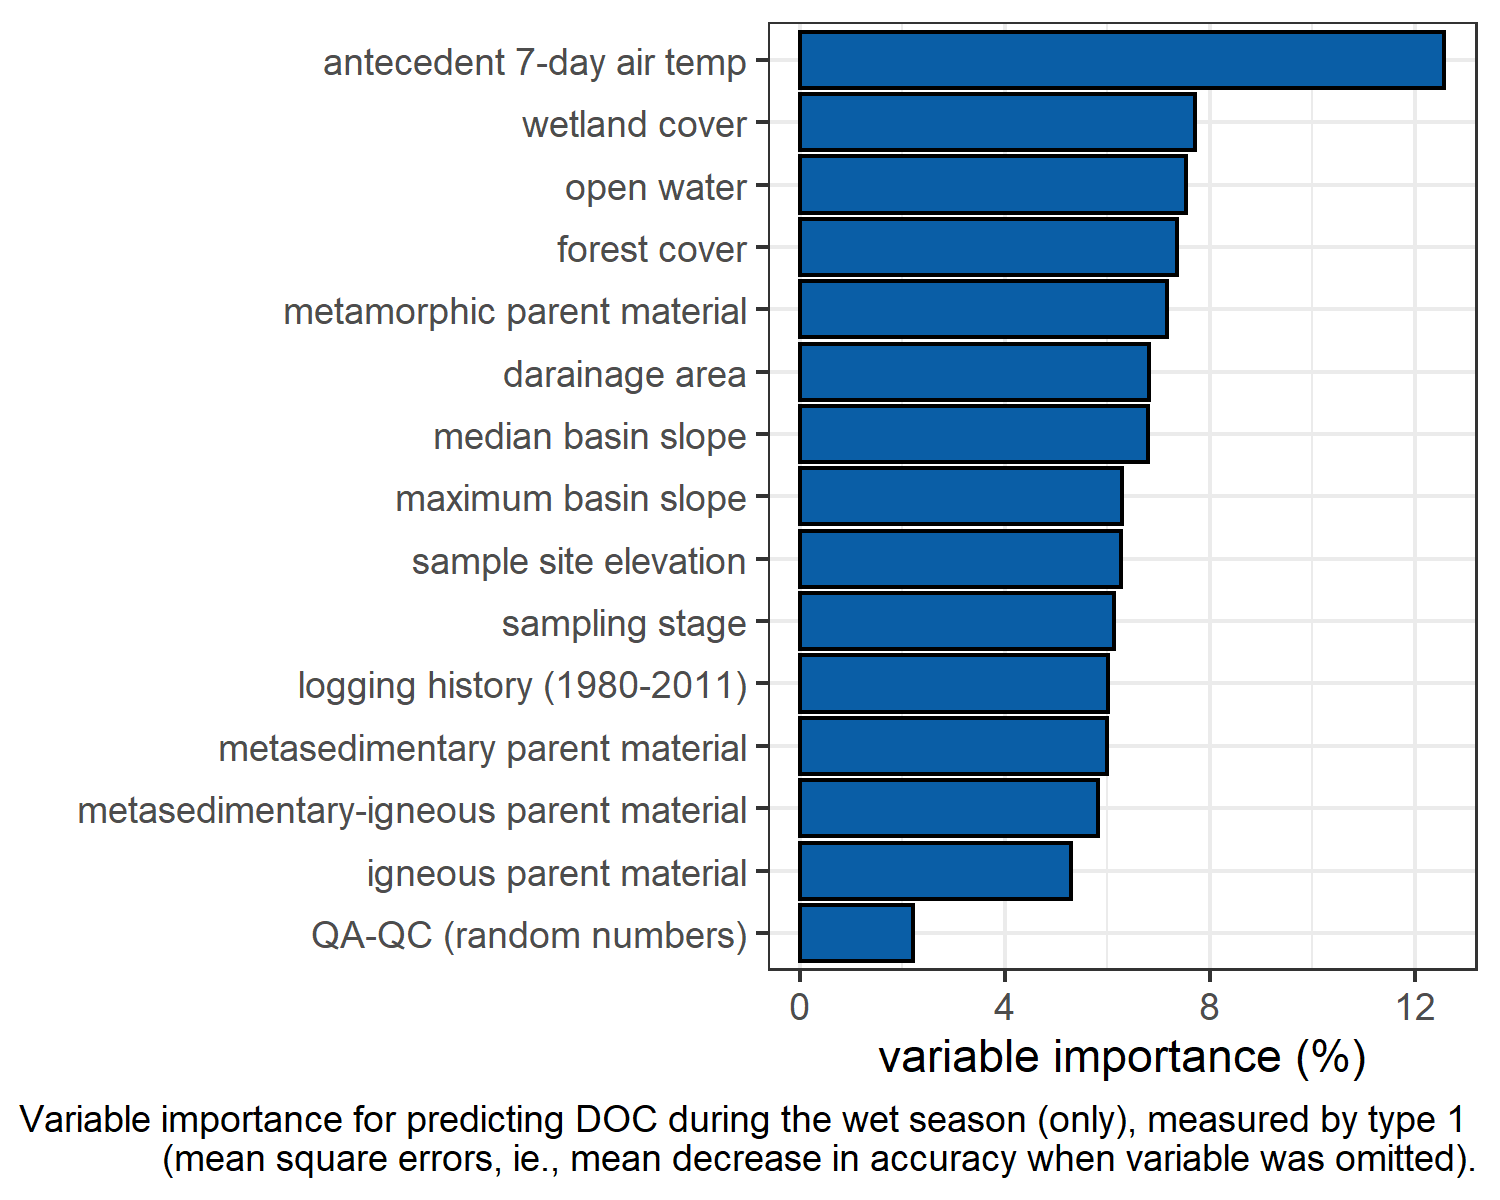 antecedent 7-day air temp
wetland cover
open water
forest cover
metamorphic parent material
darainage area
median basin slope
maximum basin slope
sample site elevation
sampling stage
logging history (1980-2011)
metasedimentary parent material
metasedimentary-igneous parent material
igneous parent material
QA-QC (random numbers)
0 4 8 12
variable importance (%)
Variable importance for predicting DOC during the wet season (only), measured by type 1
(mean square errors, ie., mean decrease in accuracy when variable was omitted).